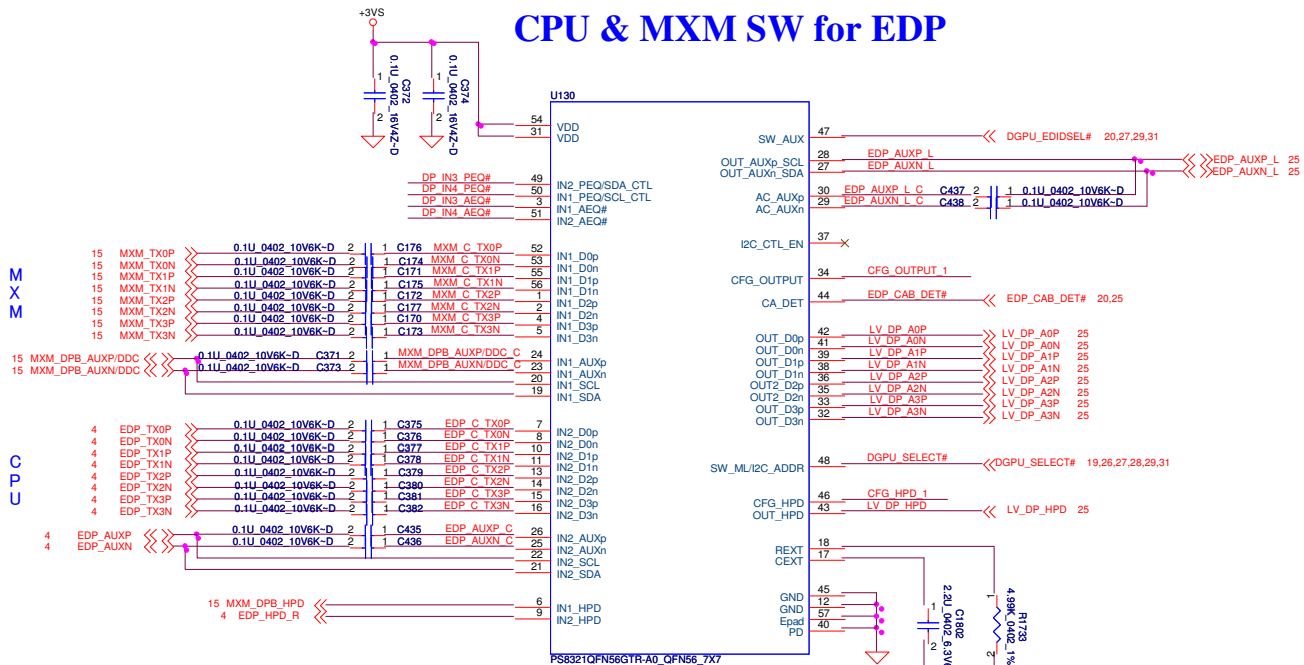 CPU & MXM SW for EDP
+3VS
0.1U_0402_16V4Z~D
C372
1
2
0.1U_0402_16V4Z~D
C374
1
2
U130
54 VDD
31 VDD
DP_IN3_PEQ# 49 IN2_PEQ/SDA_CTL
DP_IN4_PEQ# 50 IN1_PEQ/SCL_CTL
DP_IN3_AEQ# 3 IN1_AEQ#
DP_IN4_AEQ# 51 IN2_AEQ#
MXM
15 MXM_TX0P 0.1U_0402_10V6K~D 2 1 C176 MXM_C_TX0P 52 IN1_D0p
15 MXM_TX0N 0.1U_0402_10V6K~D 2 1 C174 MXM_C_TX0N 53 IN1_D0n
15 MXM_TX1P 0.1U_0402_10V6K~D 2 1 C171 MXM_C_TX1P 55 IN1_D1p
15 MXM_TX1N 0.1U_0402_10V6K~D 2 1 C175 MXM_C_TX1N 56 IN1_D1n
15 MXM_TX2P 0.1U_0402_10V6K~D 2 1 C172 MXM_C_TX2P 1 IN1_D2p
15 MXM_TX2N 0.1U_0402_10V6K~D 2 1 C177 MXM_C_TX2N 2 IN1_D2n
15 MXM_TX3P 0.1U_0402_10V6K~D 2 1 C170 MXM_C_TX3P 4 IN1_D3p
15 MXM_TX3N 0.1U_0402_10V6K~D 2 1 C173 MXM_C_TX3N 5 IN1_D3n
15 MXM_DPB_AUXP/DDC 0.1U_0402_10V6K~D C371 2 1 MXM_DPB_AUXP/DDC_C 24 IN1_AUXp
15 MXM_DPB_AUXN/DDC 0.1U_0402_10V6K~D C373 2 1 MXM_DPB_AUXN/DDC_C 23 IN1_AUXn
20 IN1_SCL
19 IN1_SDA
CPU
4 EDP_TX0P 0.1U_0402_10V6K~D 2 1 C375 EDP_C_TX0P 7 IN2_D0p
4 EDP_TX0N 0.1U_0402_10V6K~D 2 1 C376 EDP_C_TX0N 8 IN2_D0n
4 EDP_TX1P 0.1U_0402_10V6K~D 2 1 C377 EDP_C_TX1P 10 IN2_D1p
4 EDP_TX1N 0.1U_0402_10V6K~D 2 1 C378 EDP_C_TX1N 11 IN2_D1n
4 EDP_TX2P 0.1U_0402_10V6K~D 2 1 C379 EDP_C_TX2P 13 IN2_D2p
4 EDP_TX2N 0.1U_0402_10V6K~D 2 1 C380 EDP_C_TX2N 14 IN2_D2n
4 EDP_TX3P 0.1U_0402_10V6K~D 2 1 C381 EDP_C_TX3P 15 IN2_D3p
4 EDP_TX3N 0.1U_0402_10V6K~D 2 1 C382 EDP_C_TX3N 16 IN2_D3n
4 EDP_AUXP 0.1U_0402_10V6K~D 2 1 C435 EDP_AUXP_C 26 IN2_AUXp
4 EDP_AUXN 0.1U_0402_10V6K~D 2 1 C436 EDP_AUXN_C 25 IN2_AUXn
22 IN2_SCL
21 IN2_SDA
15 MXM_DPB_HPD 6 IN1_HPD
4 EDP_HPD_R 9 IN2_HPD
SW_AUX 47 DGPU_EDIDSEL# 20,27,29,31
OUT_AUXp_SCL 28 EDP_AUXP_L EDP_AUXP_L 25
OUT_AUXn_SDA 27 EDP_AUXN_L EDP_AUXN_L 25
AC_AUXp 30 EDP_AUXP_L_C C437 2 1 0.1U_0402_10V6K~D
AC_AUXn 29 EDP_AUXN_L_C C438 2 1 0.1U_0402_10V6K~D
I2C_CTL_EN 37
CFG_OUTPUT 34 CFG_OUTPUT_1
CA_DET 44 EDP_CAB_DET# EDP_CAB_DET# 20,25
OUT_D0p 42 LV_DP_A0P LV_DP_A0P 25
OUT_D0n 41 LV_DP_A0N LV_DP_A0N 25
OUT_D1p 39 LV_DP_A1P LV_DP_A1P 25
OUT_D1n 38 LV_DP_A1N LV_DP_A1N 25
OUT2_D2p 36 LV_DP_A2P LV_DP_A2P 25
OUT2_D2n 35 LV_DP_A2N LV_DP_A2N 25
OUT_D3p 33 LV_DP_A3P LV_DP_A3P 25
OUT_D3n 32 LV_DP_A3N LV_DP_A3N 25
SW_ML/I2C_ADDR 48 DGPU_SELECT# DGPU_SELECT# 19,26,27,28,29,31
CFG_HPD 46 CFG_HPD_1
OUT_HPD 43 LV_DP_HPD LV_DP_HPD 25
REXT 18
CEXT 17
GND 45
GND 12
Epad 57
PD 40
2.2U_0402_6.3V
C1802
1
2
4.99K_0402_1%
R1733
1
2
PS8321QFN56GTR-A0_QFN56_7X7